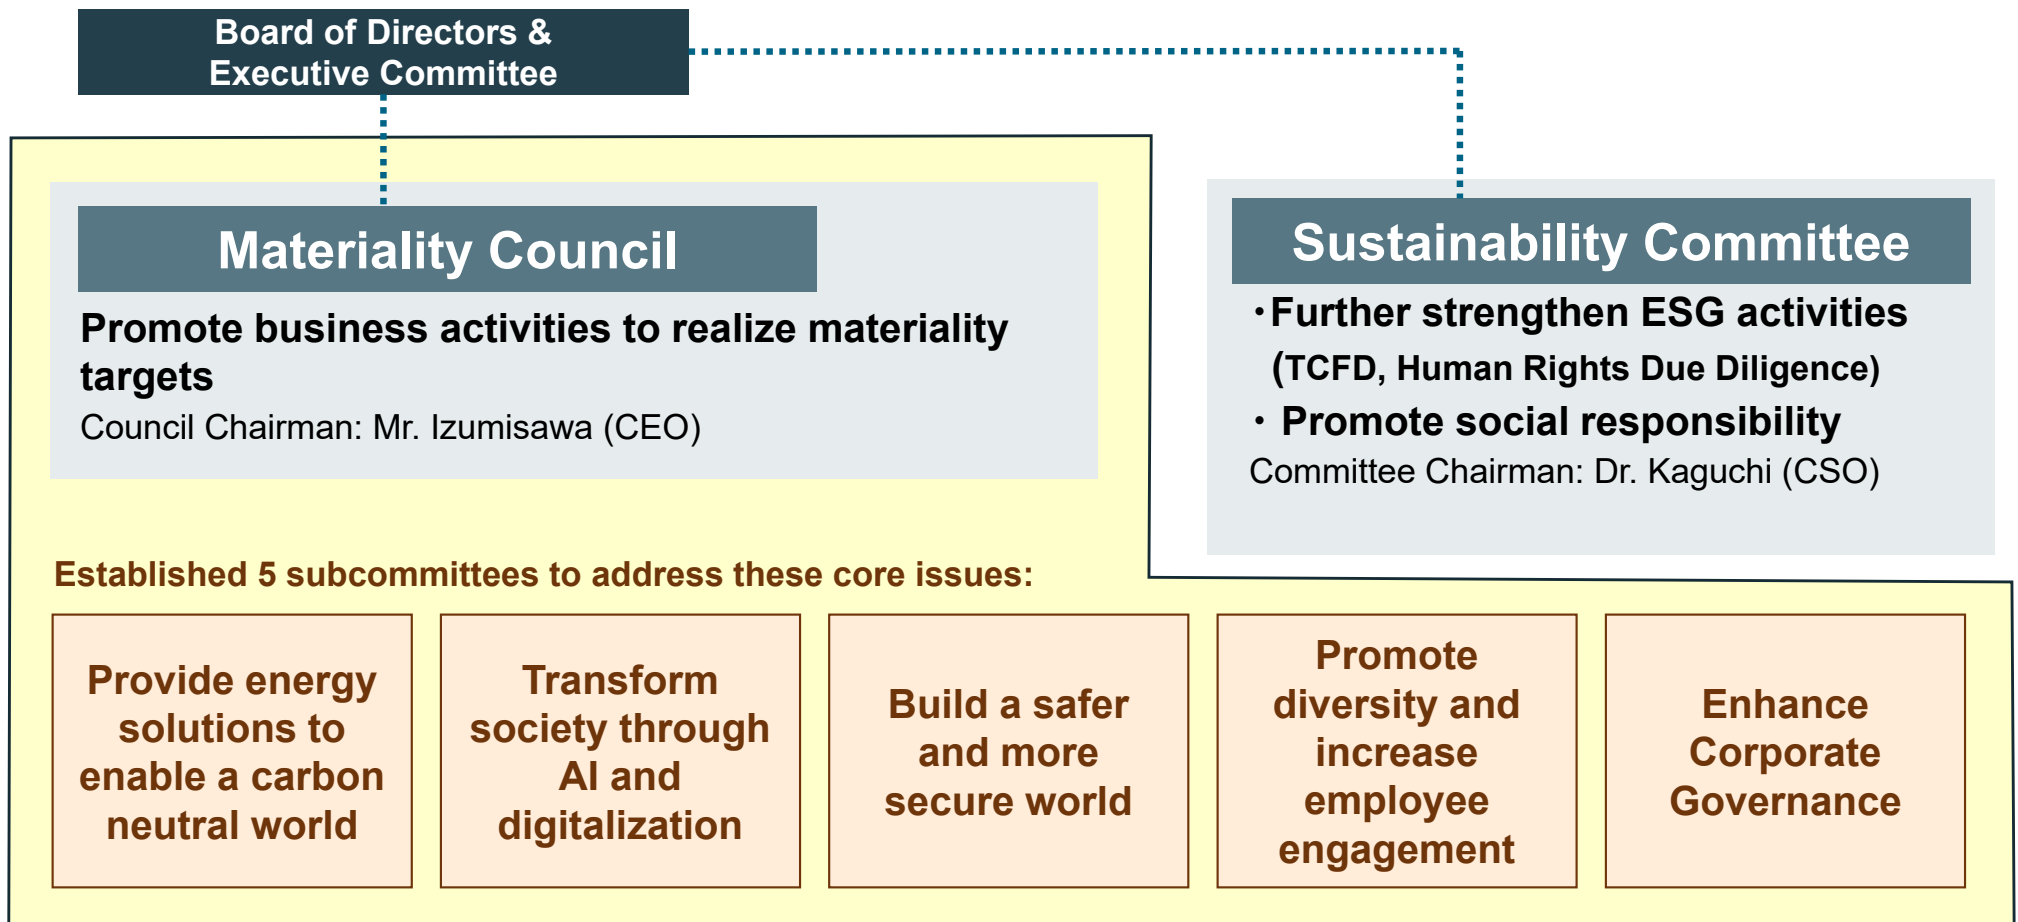 Board of Directors &
Executive Committee
Materiality Council
Promote business activities to realize materiality
targets
Council Chairman: Mr. Izumisawa (CEO)
Sustainability Committee
・Further strengthen ESG activities
(TCFD, Human Rights Due Diligence)
・ Promote social responsibility
Committee Chairman: Dr. Kaguchi (CSO)
Established 5 subcommittees to address these core issues:
Provide energy
solutions to
enable a carbon
neutral world
Transform
society through
AI and
digitalization
Build a safer
and more
secure world
Promote
diversity and
increase
employee
engagement
Enhance
Corporate
Governance